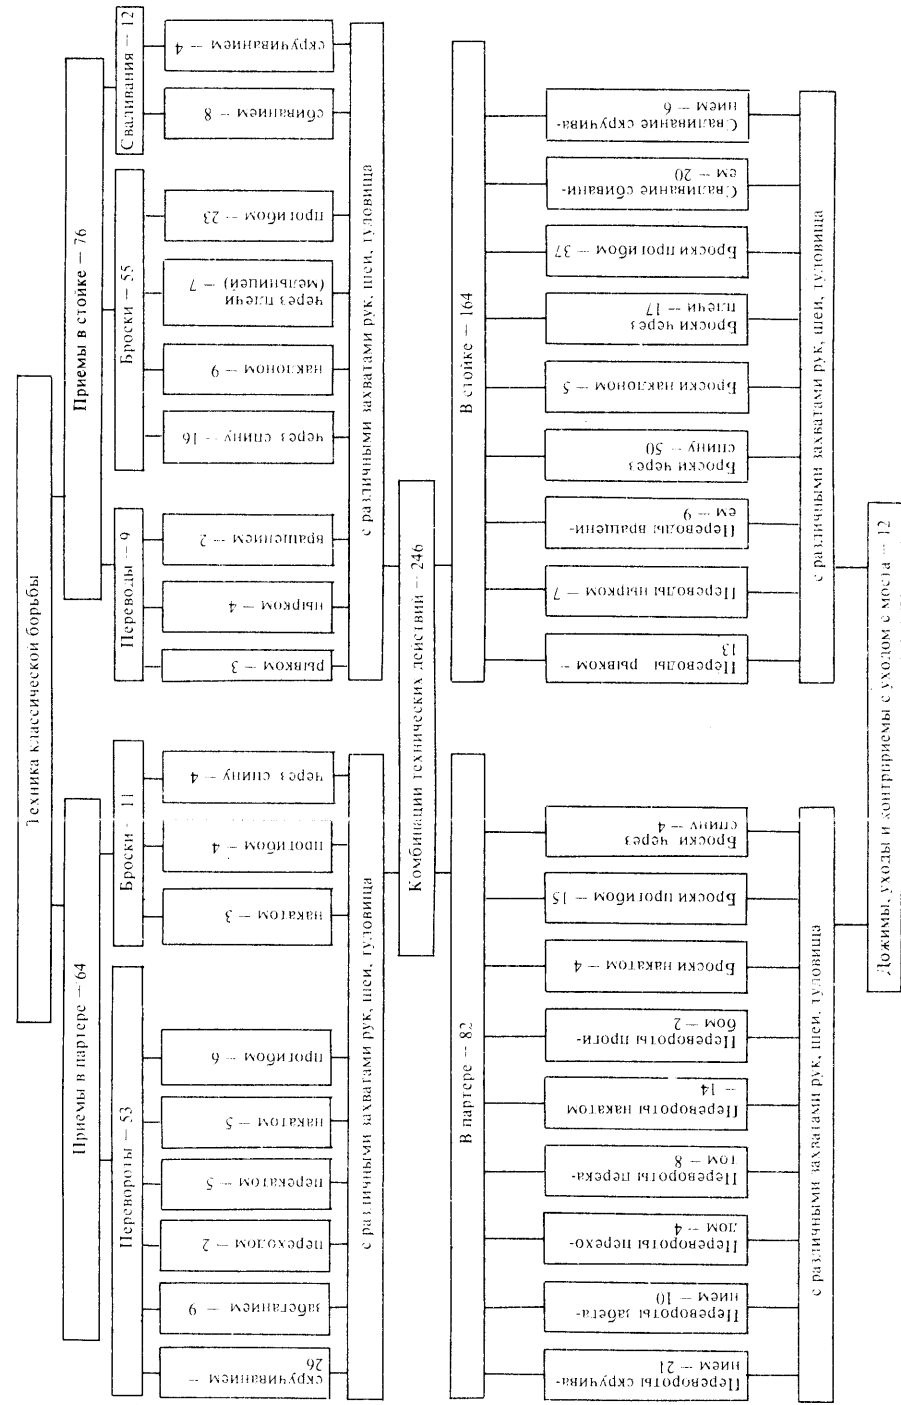 Техника классической борьбы
Приемы в партере — 64
Приемы в стойке — 76
Перевороты — 53
Броски — 11
Переводы — 9
Броски — 55
Сваливания — 12
скручиванием —
26
забеганием — 9
переходом — 2
перекатом — 5
накатом — 5
прогибом — 6
накатом — 3
прогибом — 4
через спину — 4
рывком — 3
нырком — 4
вращением — 2
через спину — 16
наклоном — 9
через плечи
(мельницей) — 7
прогибом — 23
сбиванием — 8
скручиванием — 4
с различными захватами рук, шеи, туловища
с различными захватами рук, шеи, туловища
Комбинации технических действий — 246
В партере — 82
В стойке — 164
Перевороты скручива-
нием — 21
Перевороты забега-
нием — 10
Перевороты перехо-
дом — 4
Перевороты перека-
том — 8
Перевороты накатом
— 14
Перевороты проги-
бом — 2
Броски накатом — 4
Броски прогибом — 15
Броски через
спину — 4
Переводы рывком —
13
Переводы нырком — 7
Переводы вращени-
ем — 9
Броски через
спину — 50
Броски наклоном — 5
Броски через
плечи — 17
Броски прогибом — 37
Сваливание сбивани-
ем — 20
Сваливание скручива-
нием — 6
с различными захватами рук, шеи, туловища
с различными захватами рук, шеи, туловища
Дожимы, уходы и контрприемы с уходом с моста — 12